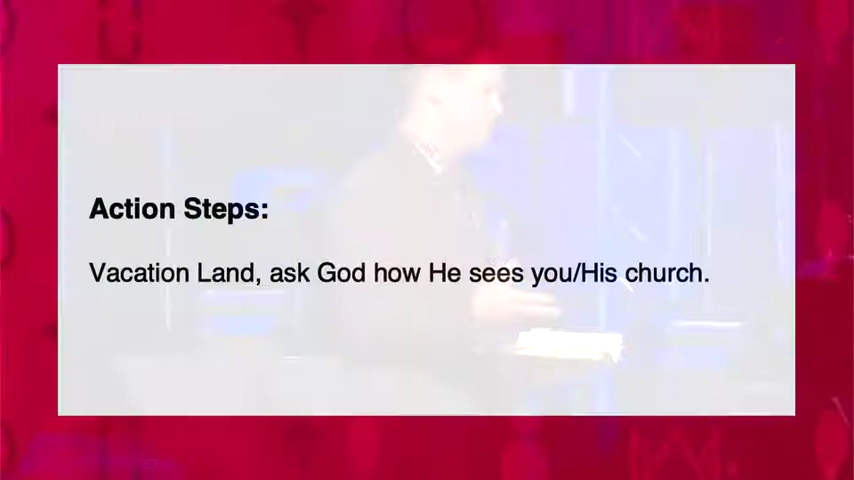 Action Steps:
Vacation Land, ask God how He sees you/His church.